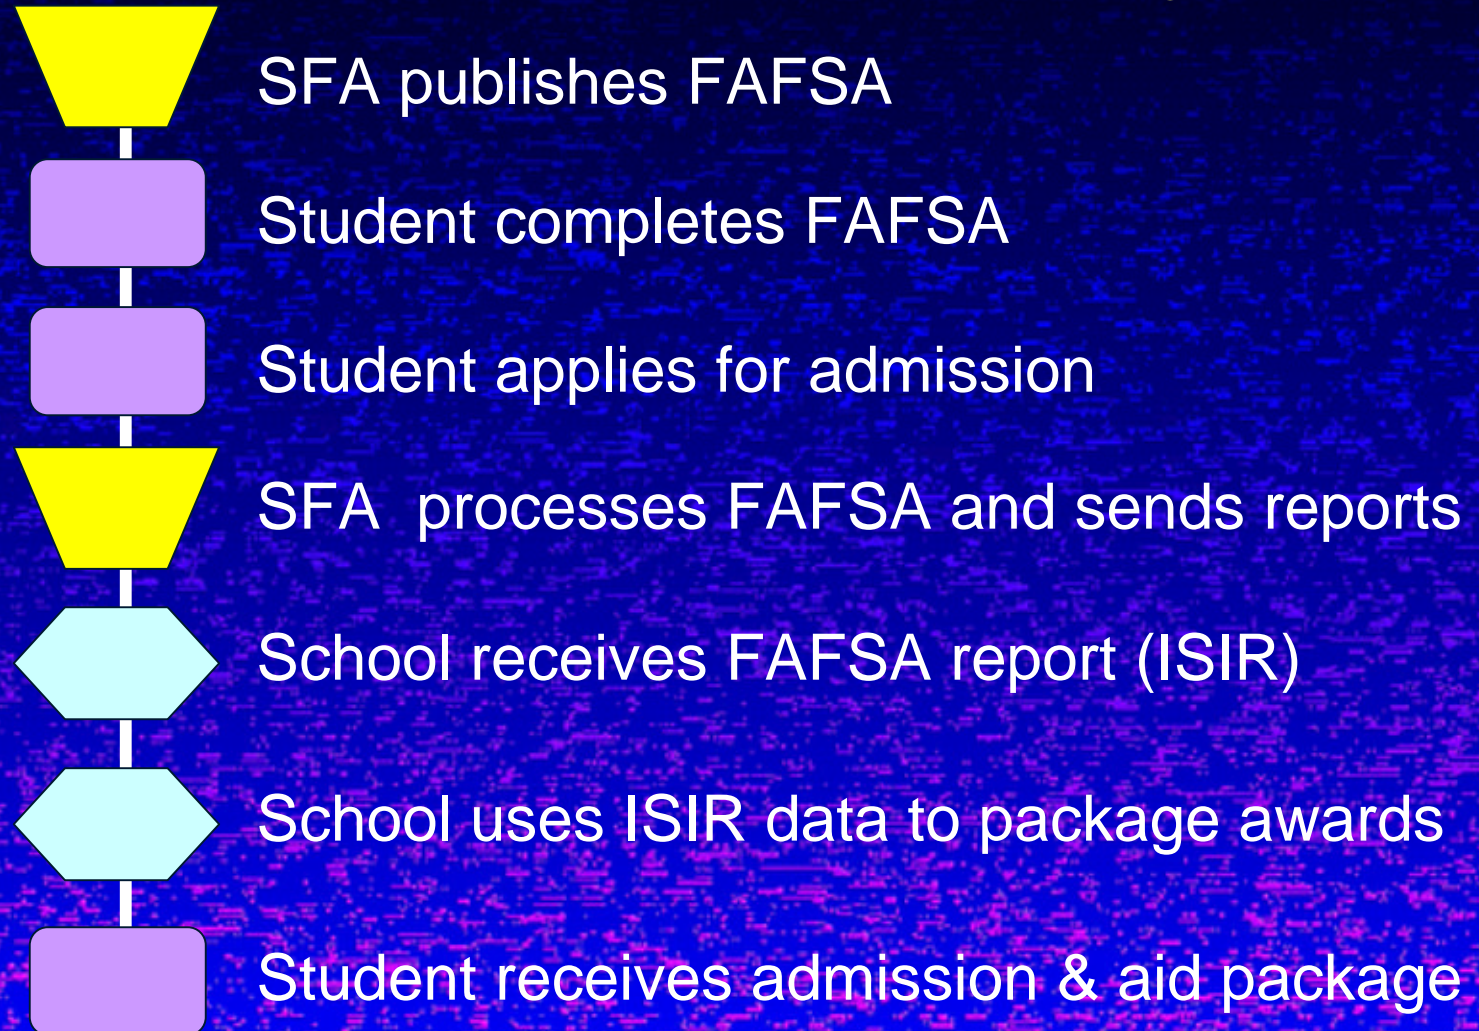 SFA publishes FAFSA
Student completes FAFSA
Student applies for admission
SFA  processes FAFSA and sends reports
School receives FAFSA report (ISIR)
School uses ISIR data to package awards
Student receives admission & aid package